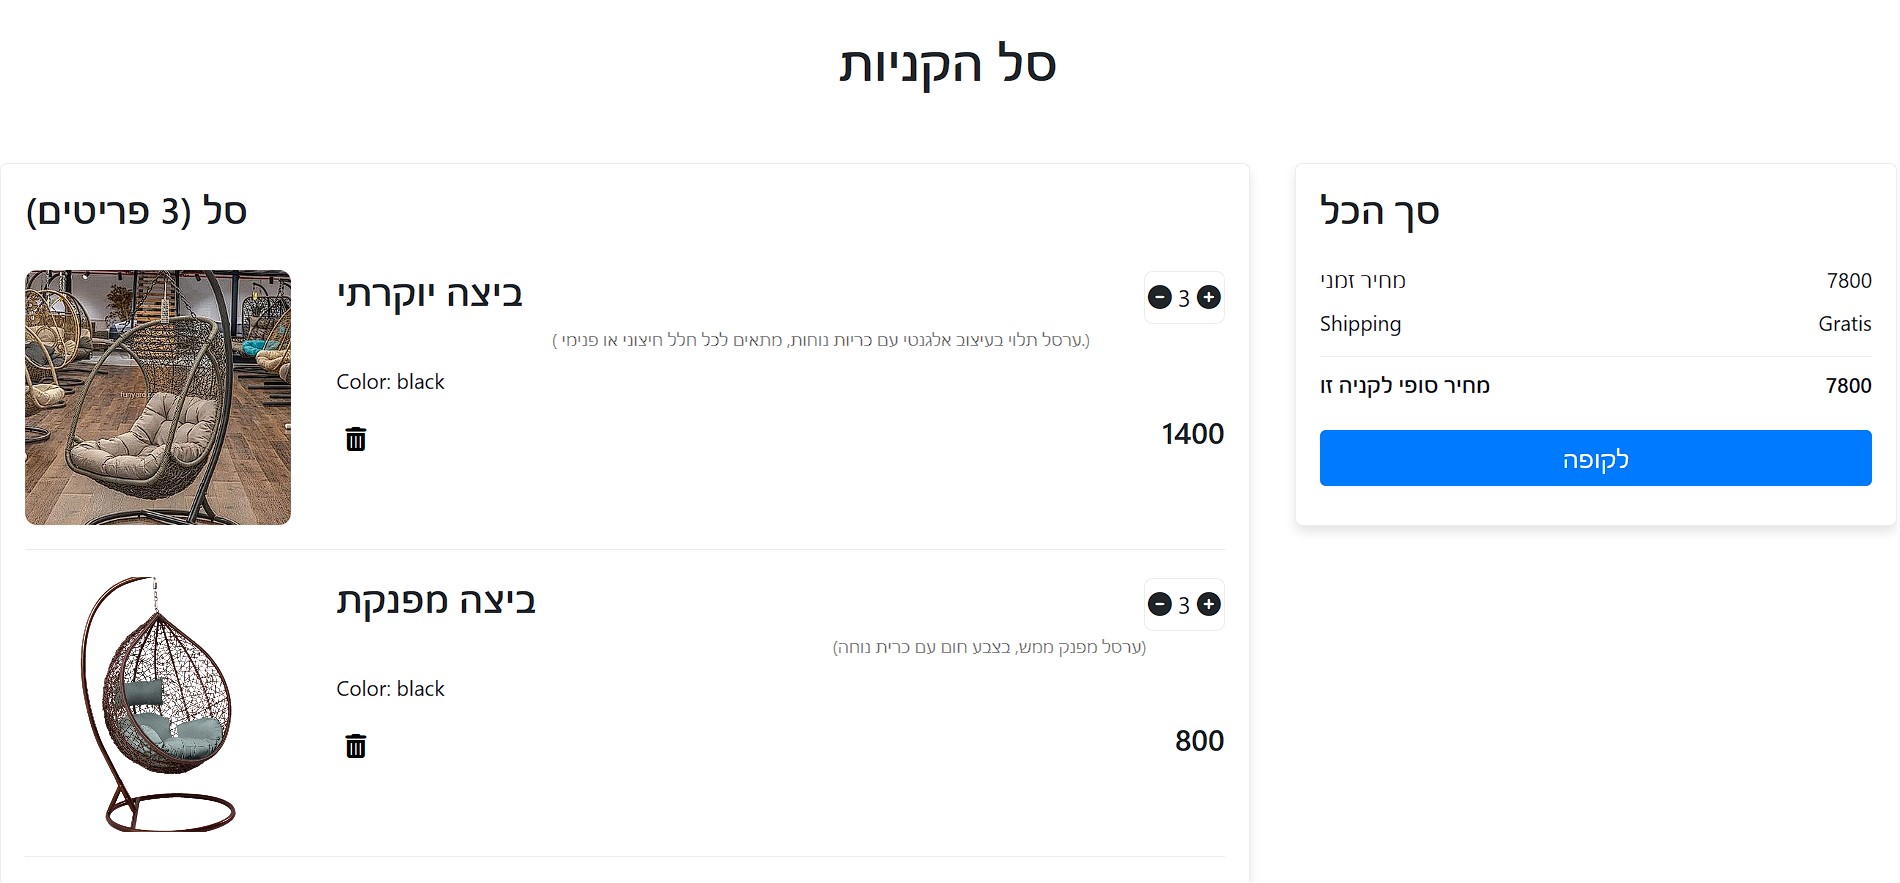 סל הקניות
סל (3 פריטים)
ביצה יוקרתי
3
(.ערסל תלוי בעיצוב אלגנטי עם כריות נוחות, מתאים לכל חלל חיצוני או פנימי )
Color: black
1400
ביצה מפנקת
3
(ערסל מפנק ממש, בצבע חום עם כרית נוחה)
Color: black
800
סך הכל
מחיר זמני 7800
Shipping Gratis
מחיר סופי לקניה זו 7800
לקופה